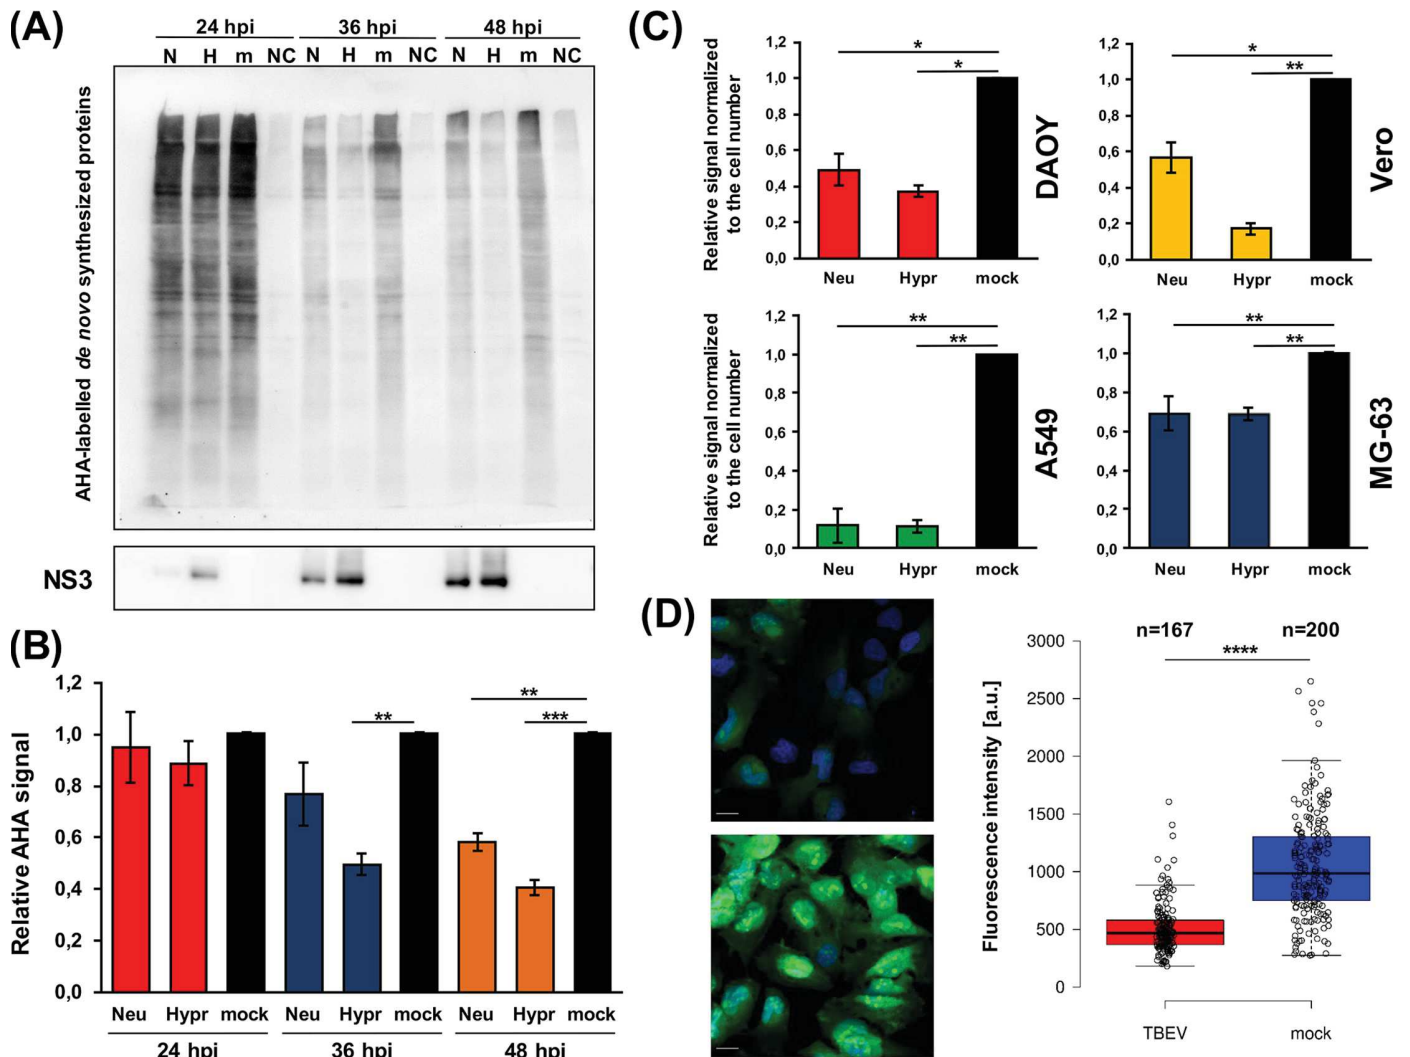 (A)
24 hpi 36 hpi 48 hpi
N H m NC N H m NC N H m NC
AHA-labelled de novo synthesized proteins
NS3
(B)
Relative AHA signal
1,2
1,0
0,8
0,6
0,4
0,2
0,0
** ** ***
Neu Hypr mock Neu Hypr mock Neu Hypr mock
24 hpi 36 hpi 48 hpi
(C)
Relative signal normalized
to the cell number
1,2
1,0
0,8
0,6
0,4
0,2
0,0
*
*
Neu Hypr mock
DAOY
1,2
1,0
0,8
0,6
0,4
0,2
0,0
*
**
Neu Hypr mock
Vero
Relative signal normalized
to the cell number
1,2
1,0
0,8
0,6
0,4
0,2
0,0
**
**
Neu Hypr mock
A549
1,2
1,0
0,8
0,6
0,4
0,2
0,0
**
**
Neu Hypr mock
MG-63
(D)
Fluorescence intensity [a.u.]
3000
2500
2000
1500
1000
500
0
n=167 n=200
****
TBEV mock